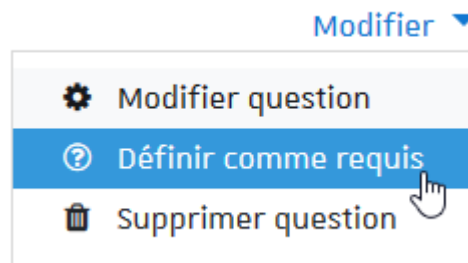 Modifier
Modifier question
Définir comme requis
Supprimer question